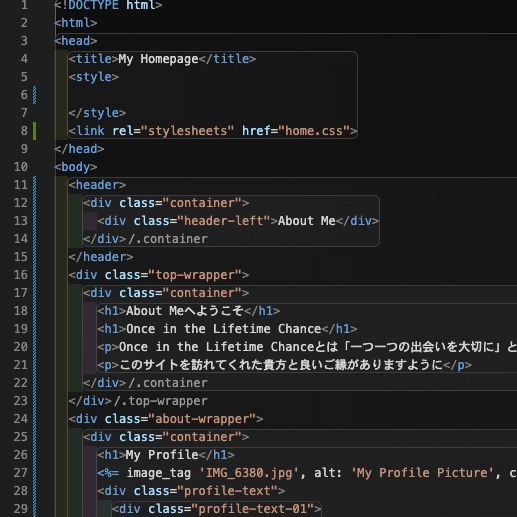 1 <!DOCTYPE html>
2 <html>
3 <head>
4 <title>My Homepage</title>
5 <style>
6
7 </style>
8 <link rel="stylesheets" href="home.css">
9 </head>
10 <body>
11 <header>
12 <div class="container">
13 <div class="header-left">About Me</div>
14 </div>/.container
15 </header>
16 <div class="top-wrapper">
17 <div class="container">
18 <h1>About Meへようこそ</h1>
19 <h1>Once in the Lifetime Chance</h1>
20 <p>Once in the Lifetime Chanceとは「一つ一つの出会いを大切に」と
21 <p>このサイトを訪れてくれた貴方と良いご縁がありますように</p>
22 </div>/.container
23 </div>/.top-wrapper
24 <div class="about-wrapper">
25 <div class="container">
26 <h1>My Profile</h1>
27 <%= image_tag 'IMG_6380.jpg', alt: 'My Profile Picture', c
28 <div class="profile-text">
29 <div class="profile-text-01">